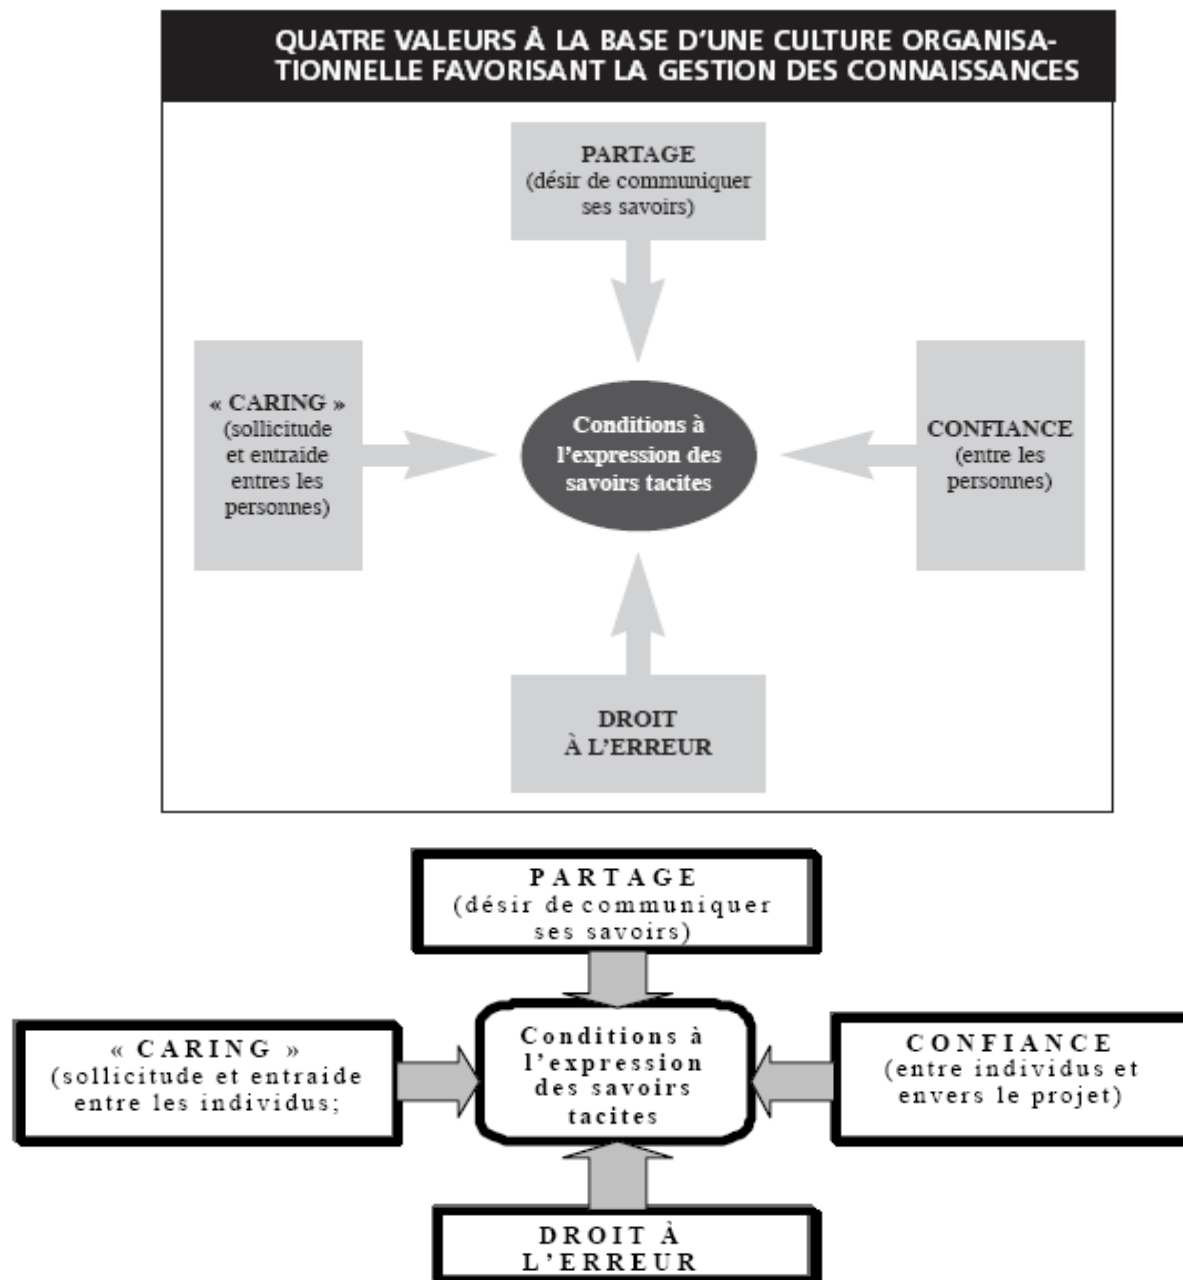 QUATRE VALEURS À LA BASE D'UNE CULTURE ORGANISA-
TIONNELLE FAVORISANT LA GESTION DES CONNAISSANCES
PARTAGE
(désir de communiquer
ses savoirs)
« CARING »
(sollicitude
et entraide
entres les
personnes)
Conditions à
l'expression des
savoirs tacites
CONFIANCE
(entre les
personnes)
DROIT
À L'ERREUR
PARTAGE
(désir de communiquer
ses savoirs)
« CARING »
(sollicitude et entraide
entre les individus;
Conditions à
l'expression
des savoirs
tacites
CONFIANCE
(entre individus et
envers le projet)
DROIT À
L'ERREUR